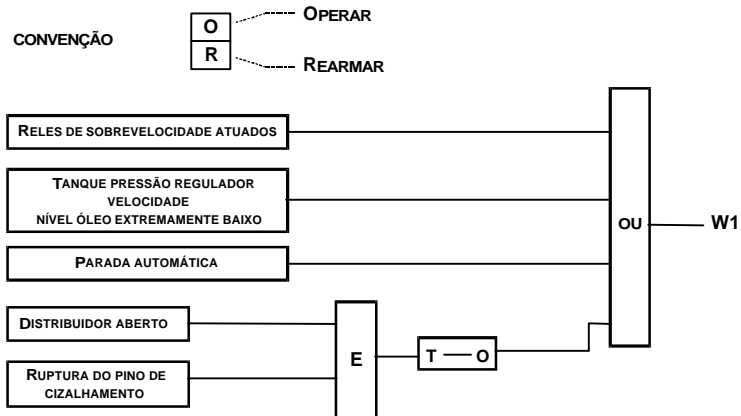 OPERAR
CONVENÇÃO
O
R
REARMAR
RELES DE SOBREVELOCIDADE ATUADOS
TANQUE PRESSÃO REGULADOR
VELOCIDADE
NÍVEL ÓLEO EXTREMAMENTE BAIXO
OU
W1
PARADA AUTOMÁTICA
DISTRIBUIDOR ABERTO
E
T — O
RUPTURA DO PINO DE
CIZALHAMENTO